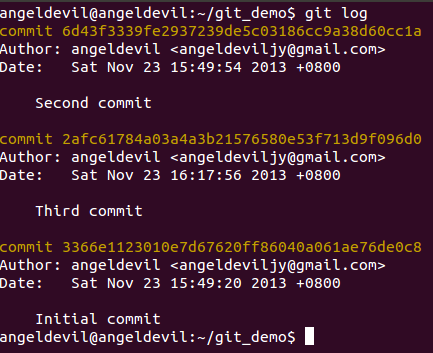 angeldevil@angeldevil:~/git_demo$ git log
commit 6d43f3339fe2937239de5c03186cc9a38d60cc1a
Author: angeldevil <angeldeviljy@gmail.com>
Date:   Sat Nov 23 15:49:54 2013 +0800
    Second commit
commit 2afc61784a03a4a3b21576580e53f713d9f096d0
Author: angeldevil <angeldeviljy@gmail.com>
Date:   Sat Nov 23 16:17:56 2013 +0800
    Third commit
commit 3366e1123010e7d67620ff86040a061ae76de0c8
Author: angeldevil <angeldeviljy@gmail.com>
Date:   Sat Nov 23 15:49:20 2013 +0800
    Initial commit
angeldevil@angeldevil:~/git_demo$